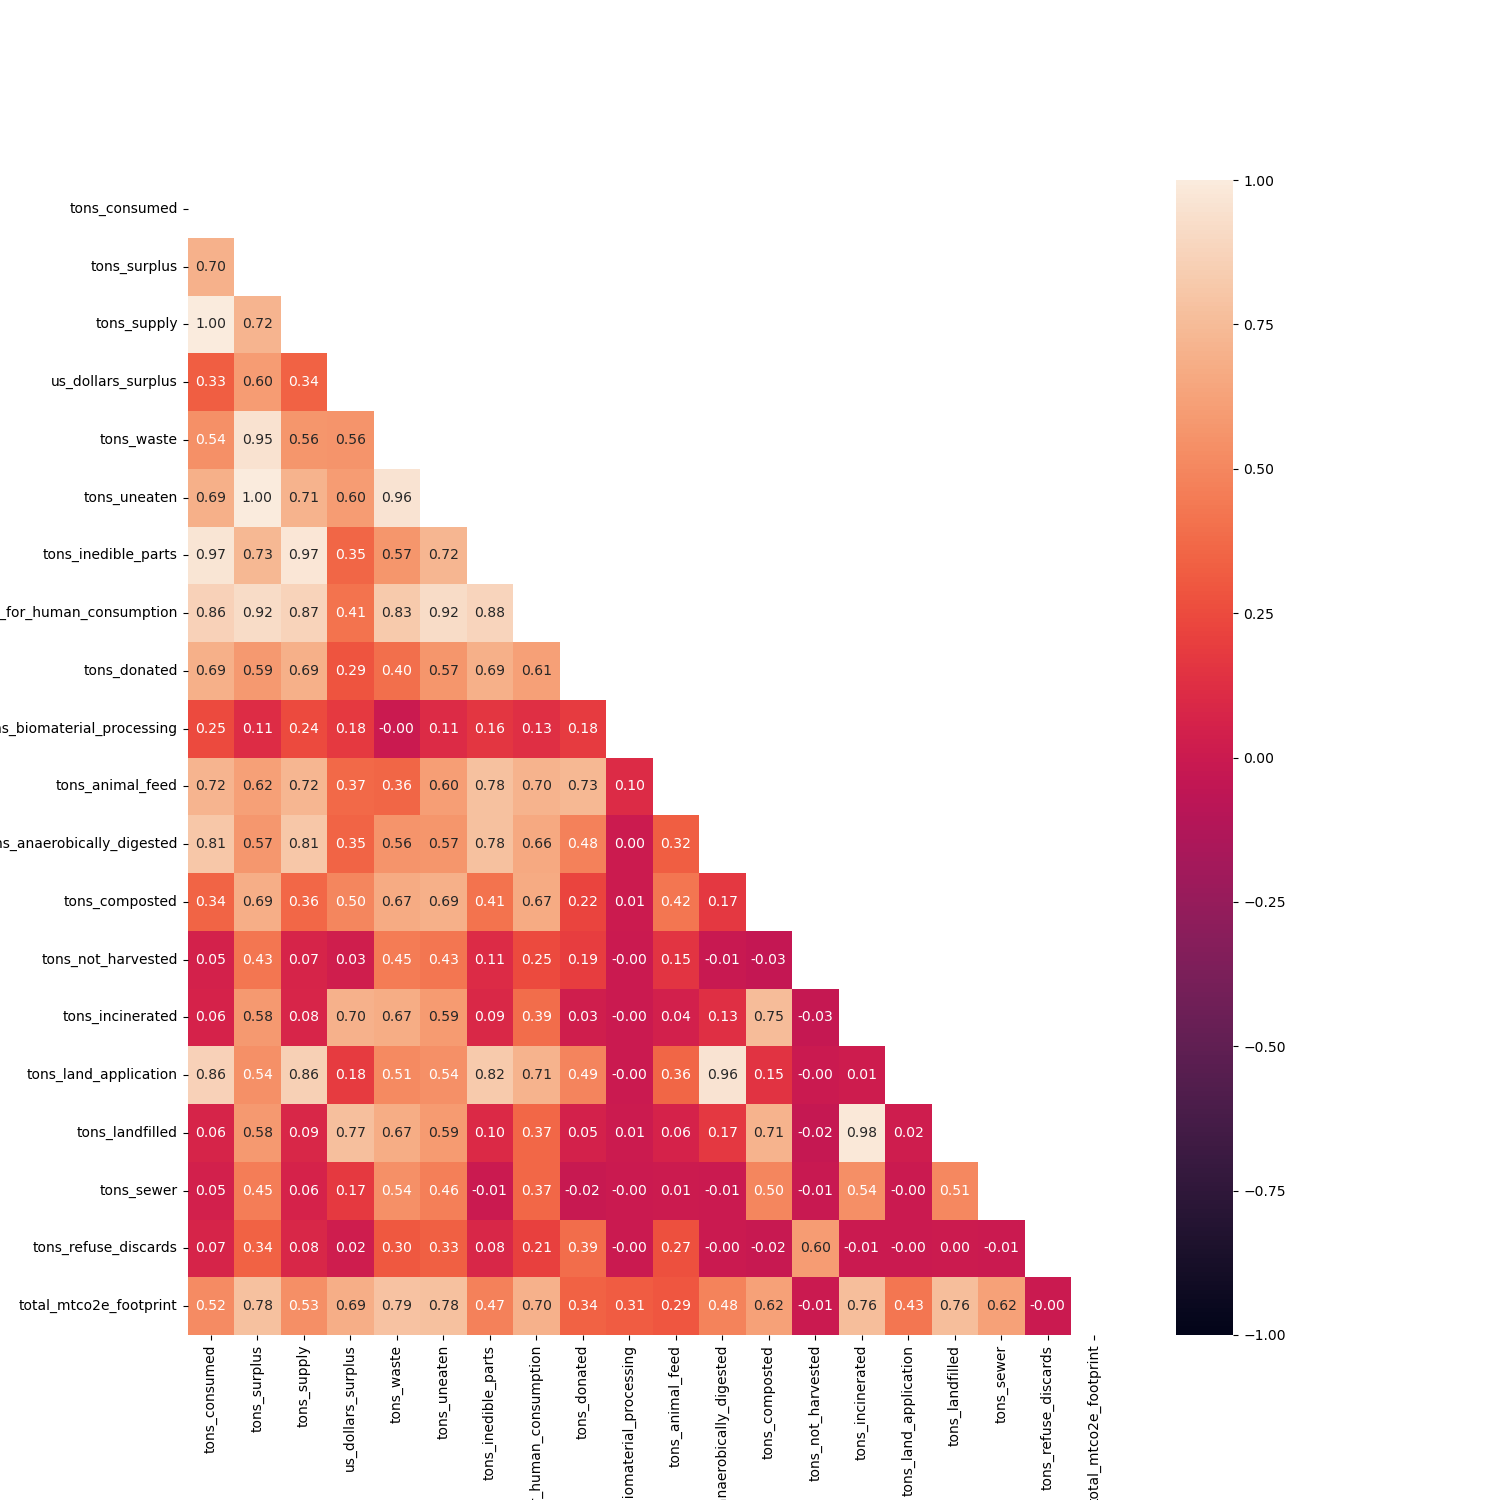 tons_consumed
tons_surplus 0.70
tons_supply 1.00 0.72
us_dollars_surplus 0.33 0.60 0.34
tons_waste 0.54 0.95 0.56 0.56
tons_uneaten 0.69 1.00 0.71 0.60 0.96
tons_inedible_parts 0.97 0.73 0.97 0.35 0.57 0.72
_for_human_consumption 0.86 0.92 0.87 0.41 0.83 0.92 0.88
tons_donated 0.69 0.59 0.69 0.29 0.40 0.57 0.69 0.61
ns_biomaterial_processing 0.25 0.11 0.24 0.18 -0.00 0.11 0.16 0.13 0.18
tons_animal_feed 0.72 0.62 0.72 0.37 0.36 0.60 0.78 0.70 0.73 0.10
ns_anaerobically_digested 0.81 0.57 0.81 0.35 0.56 0.57 0.78 0.66 0.48 0.00 0.32
tons_composted 0.34 0.69 0.36 0.50 0.67 0.69 0.41 0.67 0.22 0.01 0.42 0.17
tons_not_harvested 0.05 0.43 0.07 0.03 0.45 0.43 0.11 0.25 0.19 -0.00 0.15 -0.01 -0.03
tons_incinerated 0.06 0.58 0.08 0.70 0.67 0.59 0.09 0.39 0.03 -0.00 0.04 0.13 0.75 -0.03
tons_land_application 0.86 0.54 0.86 0.18 0.51 0.54 0.82 0.71 0.49 -0.00 0.36 0.96 0.15 -0.00 0.01
tons_landfilled 0.06 0.58 0.09 0.77 0.67 0.59 0.10 0.37 0.05 0.01 0.06 0.17 0.71 -0.02 0.98 0.02
tons_sewer 0.05 0.45 0.06 0.17 0.54 0.46 -0.01 0.37 -0.02 -0.00 0.01 -0.01 0.50 -0.01 0.54 -0.00 0.51
tons_refuse_discards 0.07 0.34 0.08 0.02 0.30 0.33 0.08 0.21 0.39 -0.00 0.27 -0.00 -0.02 0.60 -0.01 -0.00 0.00 -0.01
total_mtco2e_footprint 0.52 0.78 0.53 0.69 0.79 0.78 0.47 0.70 0.34 0.31 0.29 0.48 0.62 -0.01 0.76 0.43 0.76 0.62 -0.00
tons_consumed
tons_surplus
tons_supply
us_dollars_surplus
tons_waste
tons_uneaten
tons_inedible_parts
_human_consumption
tons_donated
iomaterial_processing
tons_animal_feed
naerobically_digested
tons_composted
tons_not_harvested
tons_incinerated
tons_land_application
tons_landfilled
tons_sewer
tons_refuse_discards
otal_mtco2e_footprint
1.00
0.75
0.50
0.25
0.00
−0.25
−0.50
−0.75
−1.00